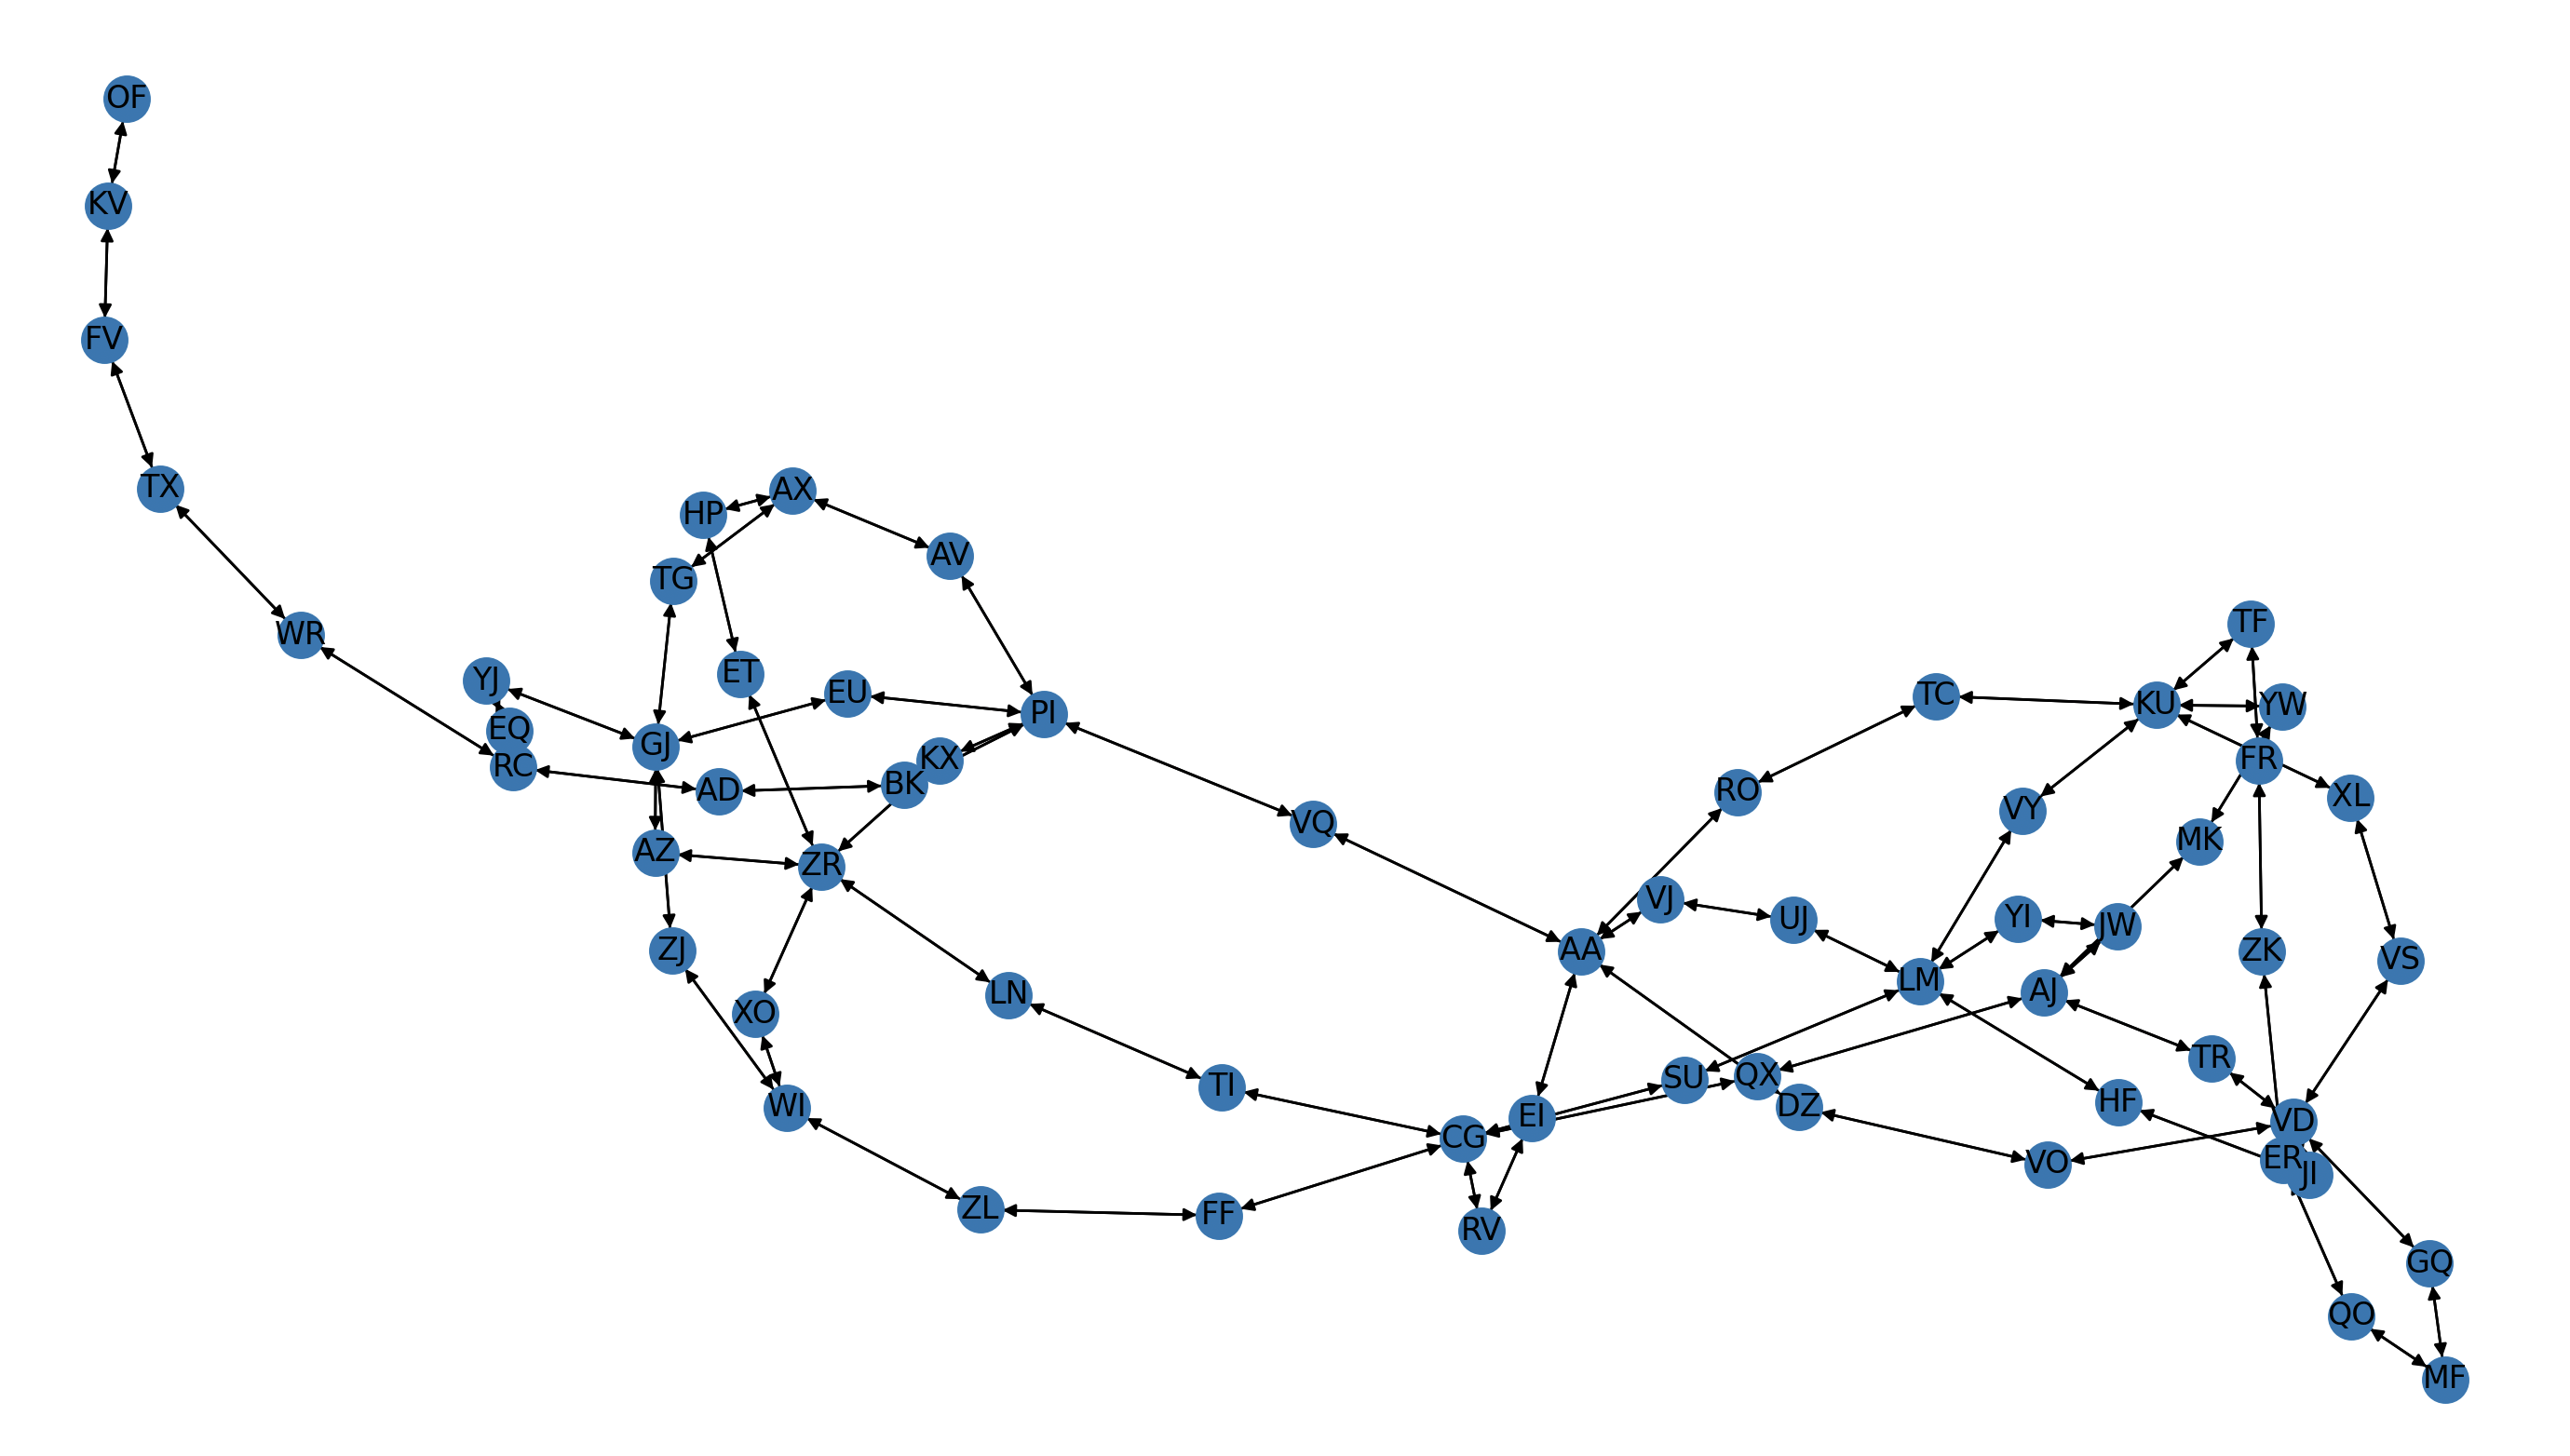 OF
KV
FV
TX
AX
HP
AV
TG
TF
WR
ET
YJ
EU
TC
KU
YW
PI
EQ
GJ
FR
KX
RC
BK
AD
RO
XL
VY
VQ
MK
AZ
ZR
VJ
YI
UJ
JW
ZJ
AA
ZK
VS
LM
AJ
LN
XO
TR
QX
SU
TI
HF
DZ
WI
EI
VD
CG
ER
VO
JI
ZL
FF
RV
GQ
QO
MF